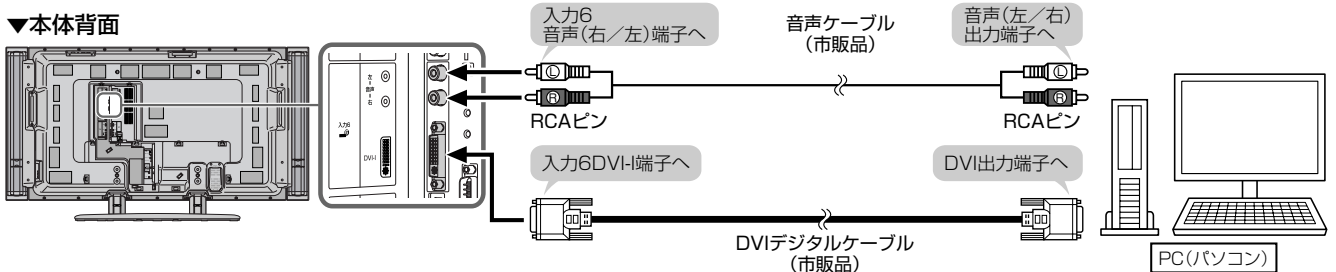 ▼本体背面
入力6
音声(右／左)端子へ
音声ケーブル
(市販品)
音声(左／右)
出力端子へ
左
音声
右
入力6
DVI-I
L
R
RCAピン
L
R
RCAピン
入力6DVI-I端子へ
DVI出力端子へ
DVIデジタルケーブル
(市販品)
PC(パソコン)